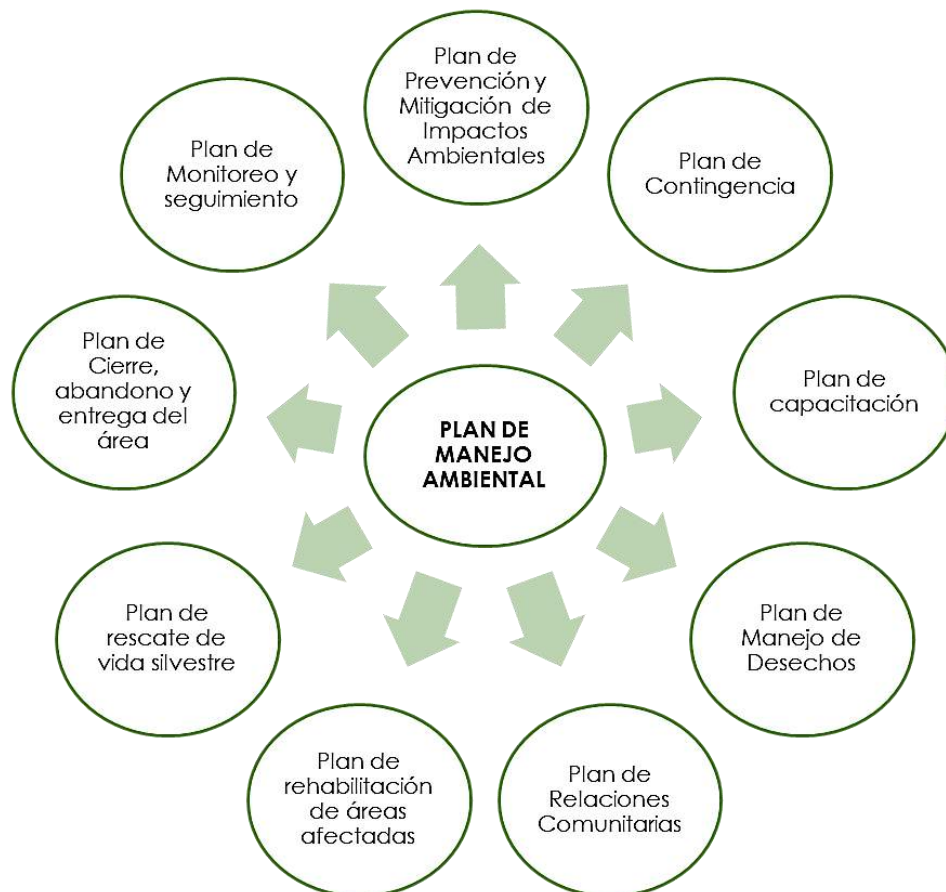 Plan de
Prevención y
Mitigación de
Impactos
Ambientales
Plan de
Contingencia
Plan de
capacitación
Plan de
Manejo de
Desechos
Plan de
Relaciones
Comunitarias
Plan de
rehabilitación
de áreas
afectadas
Plan de
rescate de
vida silvestre
Plan de
Cierre,
abandono y
entrega del
área
Plan de
Monitoreo y
seguimiento
PLAN DE
MANEJO
AMBIENTAL